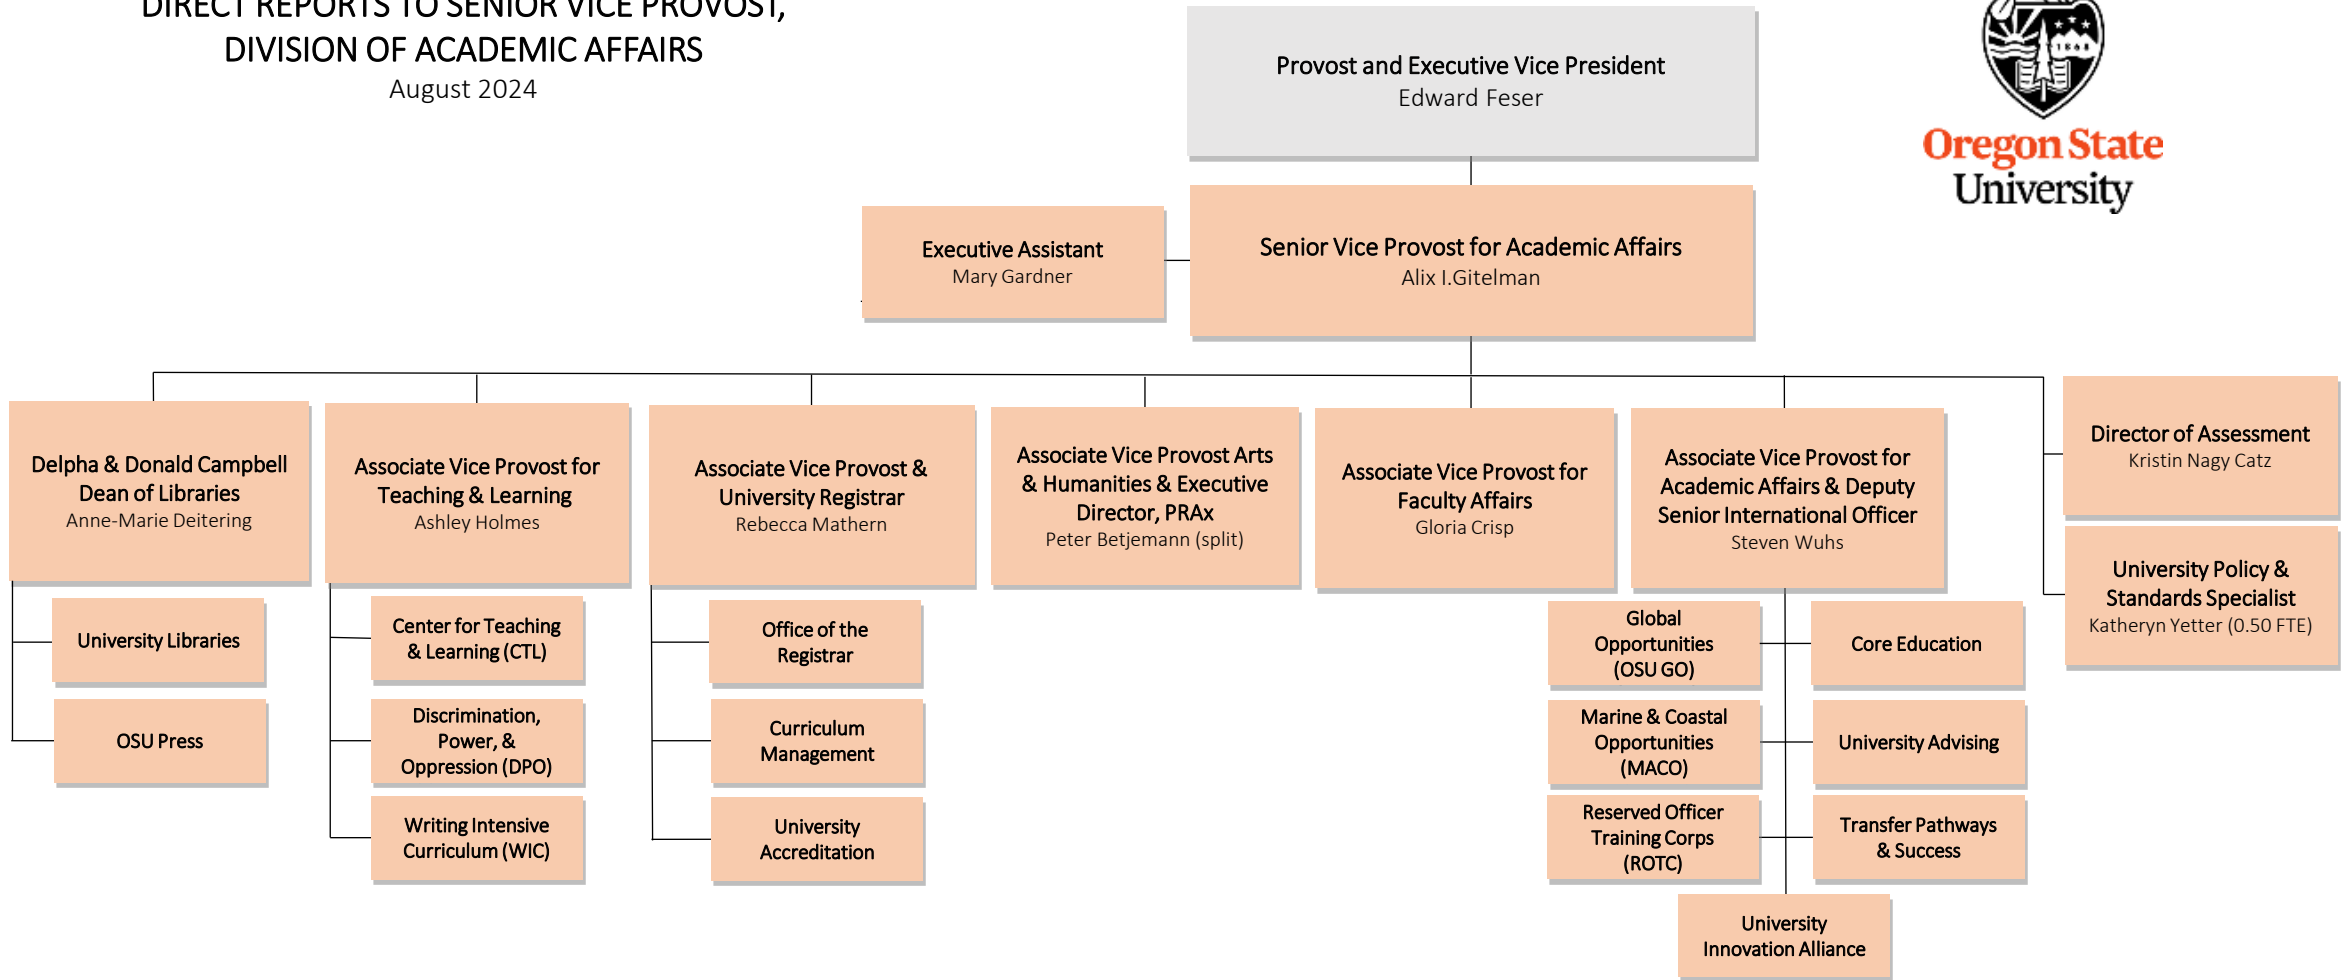 DIRECT REPORTS TO SENIOR VICE PROVOST,
DIVISION OF ACADEMIC AFFAIRS
August 2024
Provost and Executive Vice President
Edward Feser
1868
Oregon State
University
Executive Assistant
Mary Gardner
Senior Vice Provost for Academic Affairs
Alix I.Gitelman
Delpha & Donald Campbell
Dean of Libraries
Anne-Marie Deitering
Associate Vice Provost for
Teaching & Learning
Ashley Holmes
Associate Vice Provost &
University Registrar
Rebecca Mathern
Associate Vice Provost Arts
& Humanities & Executive
Director, PRAx
Peter Betjemann (split)
Associate Vice Provost for
Faculty Affairs
Gloria Crisp
Associate Vice Provost for
Academic Affairs & Deputy
Senior International Officer
Steven Wuhs
Director of Assessment
Kristin Nagy Catz
University Policy &
Standards Specialist
Katheryn Yetter (0.50 FTE)
University Libraries
OSU Press
Center for Teaching
& Learning (CTL)
Discrimination,
Power, &
Oppression (DPO)
Writing Intensive
Curriculum (WIC)
Office of the
Registrar
Curriculum
Management
University
Accreditation
Global
Opportunities
(OSU GO)
Core Education
Marine & Coastal
Opportunities
(MACO)
University Advising
Reserved Officer
Training Corps
(ROTC)
Transfer Pathways
& Success
University
Innovation Alliance